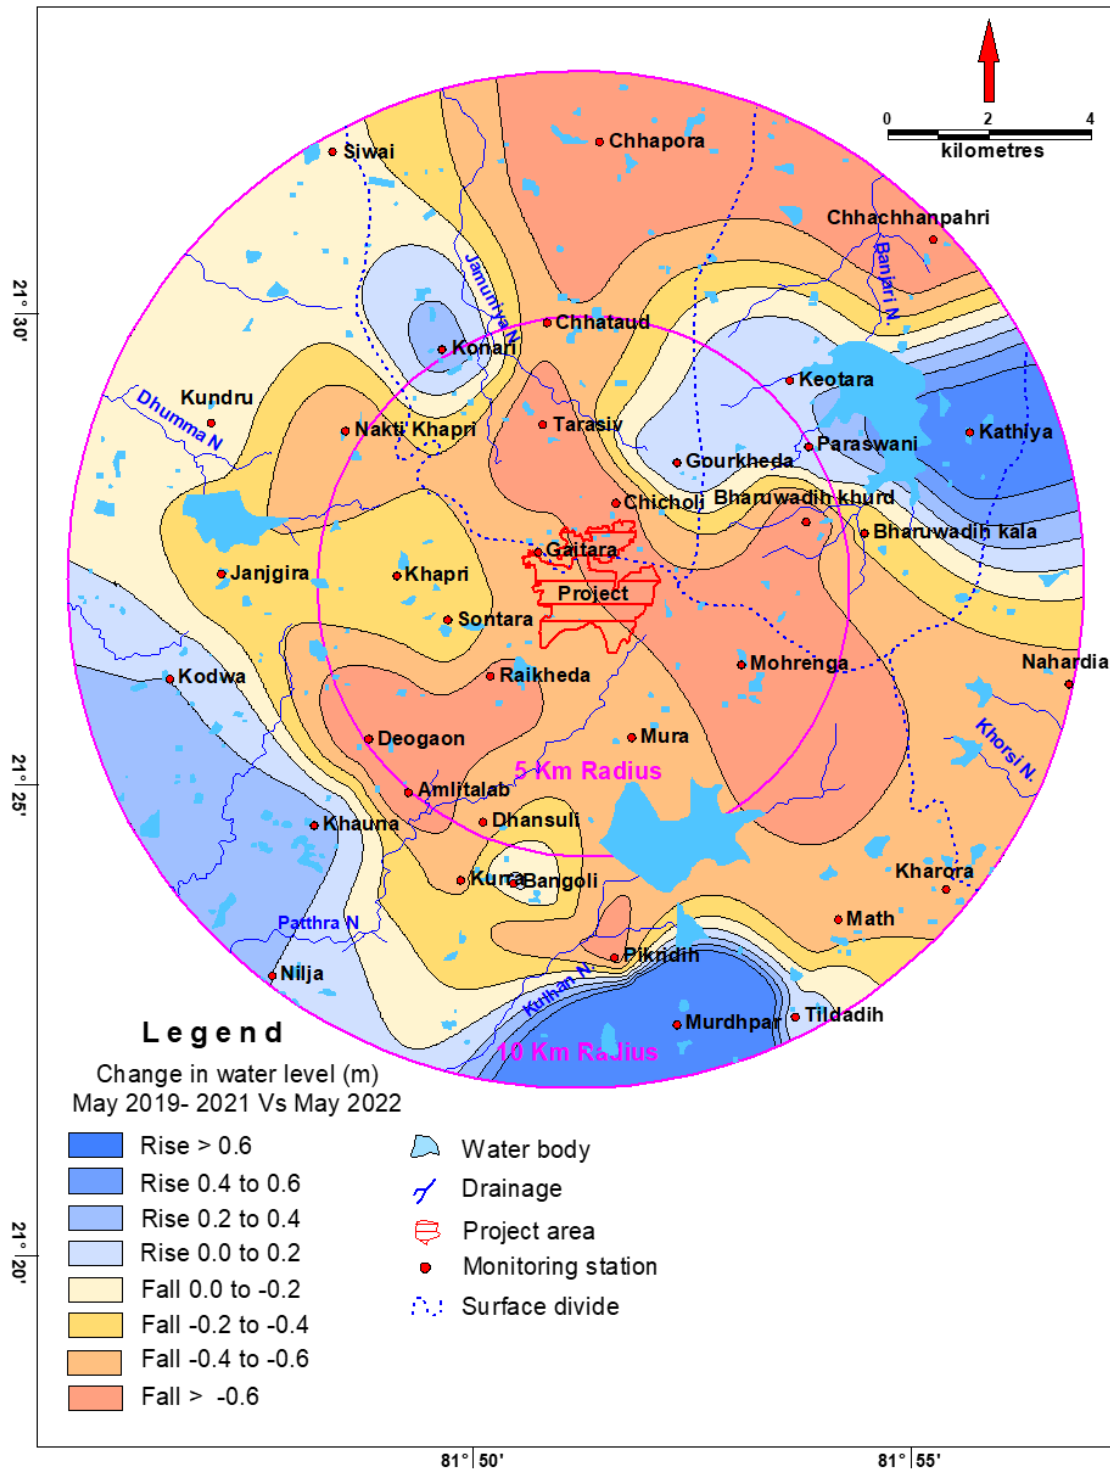 0 2 4
kilometres
Siwai
Chhapora
Chhachhanpahri
Banjari N.
Jamuniya N
21° 30'
Chhataud
Konari
Keotara
Kundru
Dhumma N
Nakti Khapri
Tarasiv
Kathiya
Paraswani
Gourkheda
Chicholi
Bharuwadih khurd
Bharuwadih kala
Gaitara
Janjgira
Khapri
Project
Sontara
Kodwa
Raikheda
Mohrenga
Nahardia
Deogaon
Mura
Khorsi N.
5 Km Radius
21° 25'
Amlitalab
Dhansuli
Khauna
Kurra
Bangoli
Kharora
Patthra N
Math
Pikridih
Nilja
Kulhan N.
Murdhpar
Tildadih
10 Km Radius
Legend
Change in water level (m)
May 2019- 2021 Vs May 2022
Rise > 0.6
Rise 0.4 to 0.6
Rise 0.2 to 0.4
Rise 0.0 to 0.2
Fall 0.0 to -0.2
Fall -0.2 to -0.4
Fall -0.4 to -0.6
Fall > -0.6
Water body
Drainage
Project area
Monitoring station
Surface divide
21° 20'
81° 50'
81° 55'